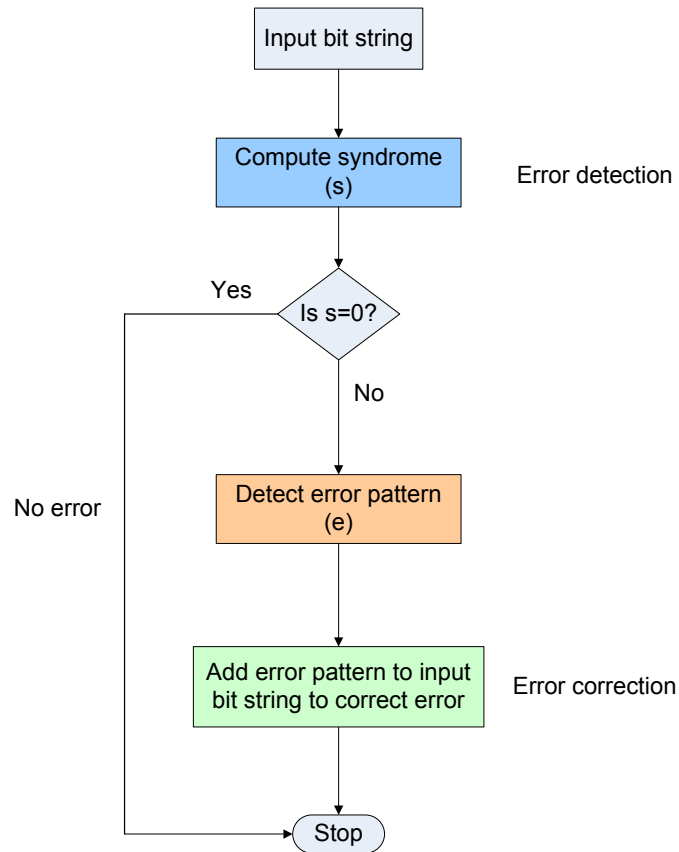 Input bit string
Compute syndrome
(s)
Error detection
Yes
Is s=0?
No
No error
Detect error pattern
(e)
Add error pattern to input
bit string to correct error
Error correction
Stop